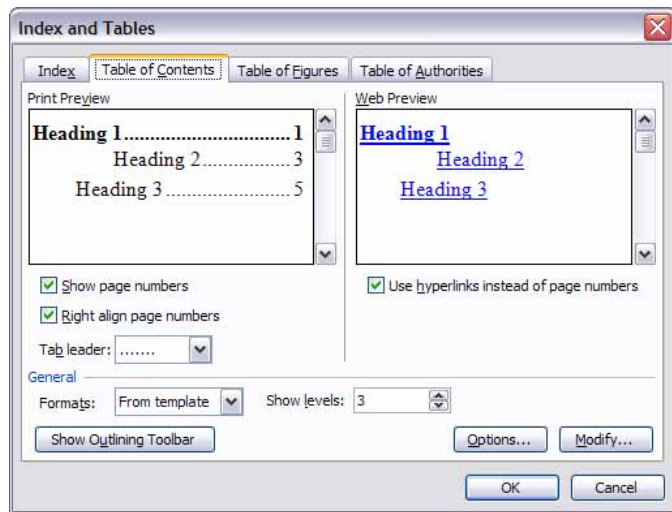 Index and Tables
Index Table of Contents Table of Figures Table of Authorities
Print Preview Web Preview
Heading 1................................1 Heading 1
Heading 2................3 Heading 2
Heading 3........................5 Heading 3
Show page numbers Use hyperlinks instead of page numbers
Right align page numbers
Tab leader: .......
General
Formats: From template Show levels: 3
Show Outlining Toolbar Options... Modify...
OK Cancel